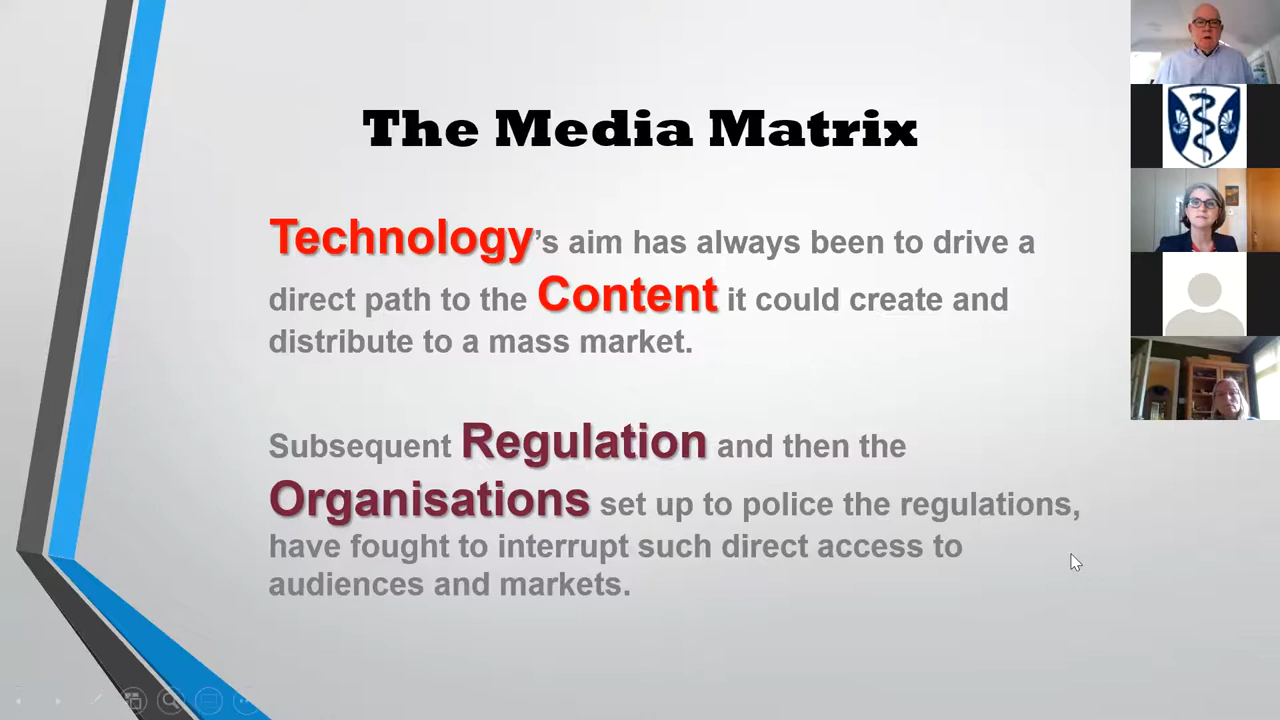 The Media Matrix
Technology’s aim has always been to drive a
direct path to the Content it could create and
distribute to a mass market.
Subsequent Regulation and then the
Organisations set up to police the regulations,
have fought to interrupt such direct access to
audiences and markets.